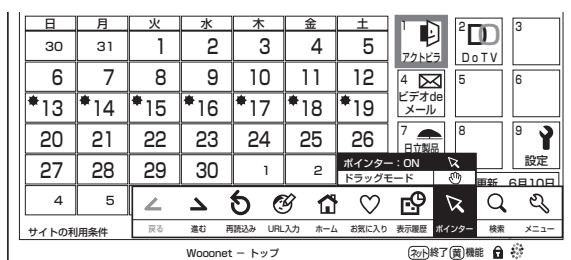 日 月 火 水 木 金 土
30 31 1 2 3 4 5
6 7 8 9 10 11 12
13 14 15 16 17 18 19
20 21 22 23 24 25 26
27 28 29 30 1 2
4 5
1 アクトビラ
2 DoTV
3
4 ビデオde
メール
5
6
7 日立製品
8
9 設定
ポインター：ON
ドラッグモード
更新 6月10日
戻る 進む 再読込み URL入力 ホーム お気に入り 表示履歴 ポインター 検索 メニュー
サイトの利用条件
Wooonet － トップ
ネット終了 黄機能